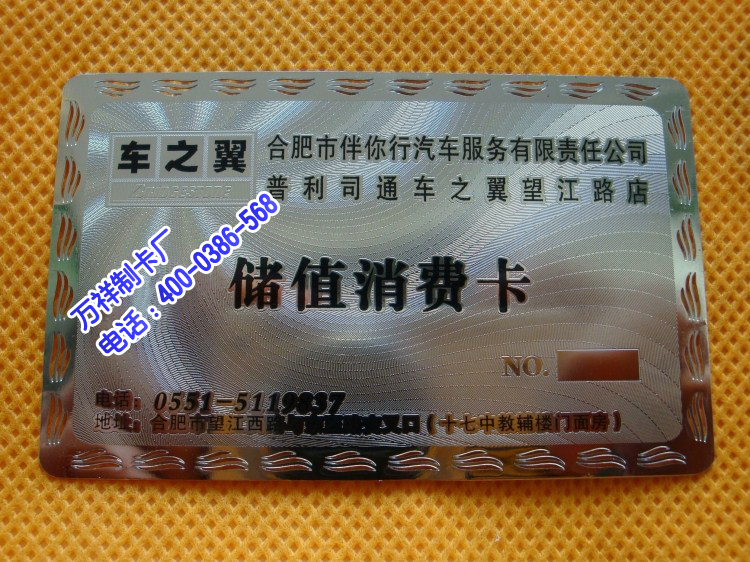 车之翼
合肥市伴你行汽车服务有限责任公司
普利司通车之翼望江路店
万祥制卡厂
电话：400-0386-568
储值消费卡
NO.
电话：0551-5119837
地址：合肥市望江西路 交叉口（十七中教辅楼门面房）